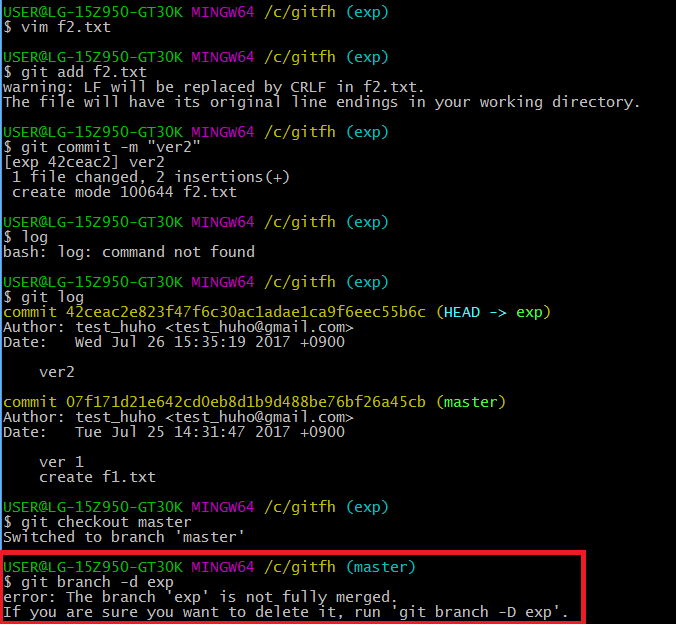 USER@LG-15Z950-GT30K MINGW64 /c/gitfh (exp)
$ vim f2.txt
USER@LG-15Z950-GT30K MINGW64 /c/gitfh (exp)
$ git add f2.txt
warning: LF will be replaced by CRLF in f2.txt.
The file will have its original line endings in your working directory.
USER@LG-15Z950-GT30K MINGW64 /c/gitfh (exp)
$ git commit -m "ver2"
[exp 42ceac2] ver2
 1 file changed, 2 insertions(+)
 create mode 100644 f2.txt
USER@LG-15Z950-GT30K MINGW64 /c/gitfh (exp)
$ log
bash: log: command not found
USER@LG-15Z950-GT30K MINGW64 /c/gitfh (exp)
$ git log
commit 42ceac2e823f47f6c30ac1adae1ca9f6eec55b6c (HEAD -> exp)
Author: test_huho <test_huho@gmail.com>
Date:   Wed Jul 26 15:35:19 2017 +0900
    ver2
commit 07f171d21e642cd0eb8d1b9d488be76bf26a45cb (master)
Author: test_huho <test_huho@gmail.com>
Date:   Tue Jul 25 14:31:47 2017 +0900
    ver 1
    create f1.txt
USER@LG-15Z950-GT30K MINGW64 /c/gitfh (exp)
$ git checkout master
Switched to branch 'master'
USER@LG-15Z950-GT30K MINGW64 /c/gitfh (master)
$ git branch -d exp
error: The branch 'exp' is not fully merged.
If you are sure you want to delete it, run 'git branch -D exp'.